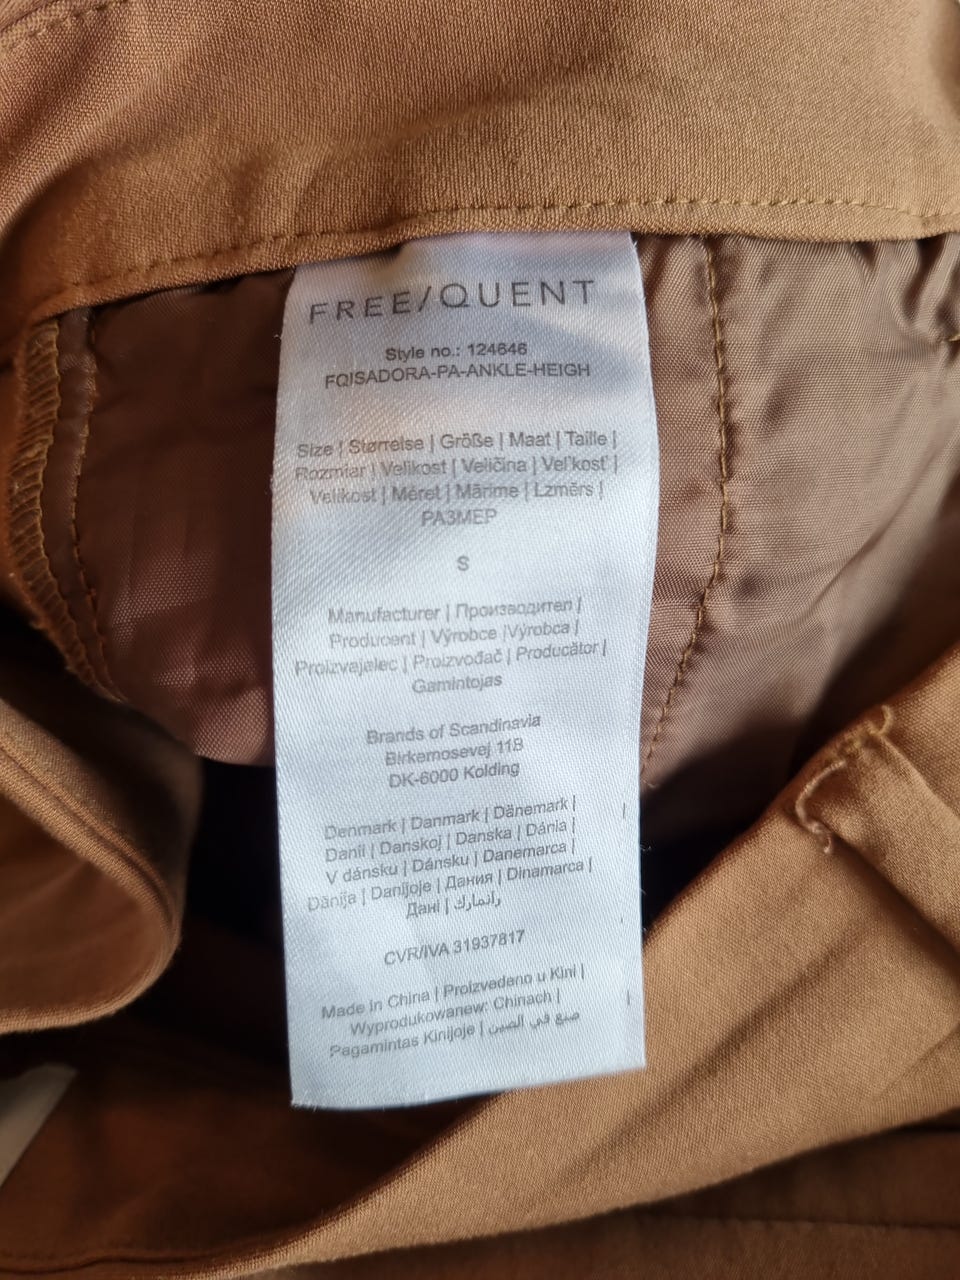 FREE/QUENT
Style no.: 124646
FQISADORA-PA-ANKLE-HEIGH
Size | Størrelse | Größe | Maat | Taille |
Rozmiar | Velikost | Veličina | Veľkosť |
Velikost | Méret | Mărime | Lzmērs |
РАЗМЕР
S
Manufacturer | Производител |
Producent | Výrobce |Výrobca |
Proizvajalec | Proizvođač | Producător |
Gamintojas
Brands of Scandinavia
Birkemosevej 11B
DK-6000 Kolding
Denmark | Danmark | Dänemark |
Danii | Danskoj | Danska | Dánia |
V dánsku | Dánsku | Danemarca |
Dānija | Danijoje | Дания | Dinamarca |
Данi | رانمارك
CVR/IVA 31937817
Made in China | Proizvedeno u Kini |
Wyprodukowanew: Chinach |
Pagamintas Kinijoje | صنع في الصين